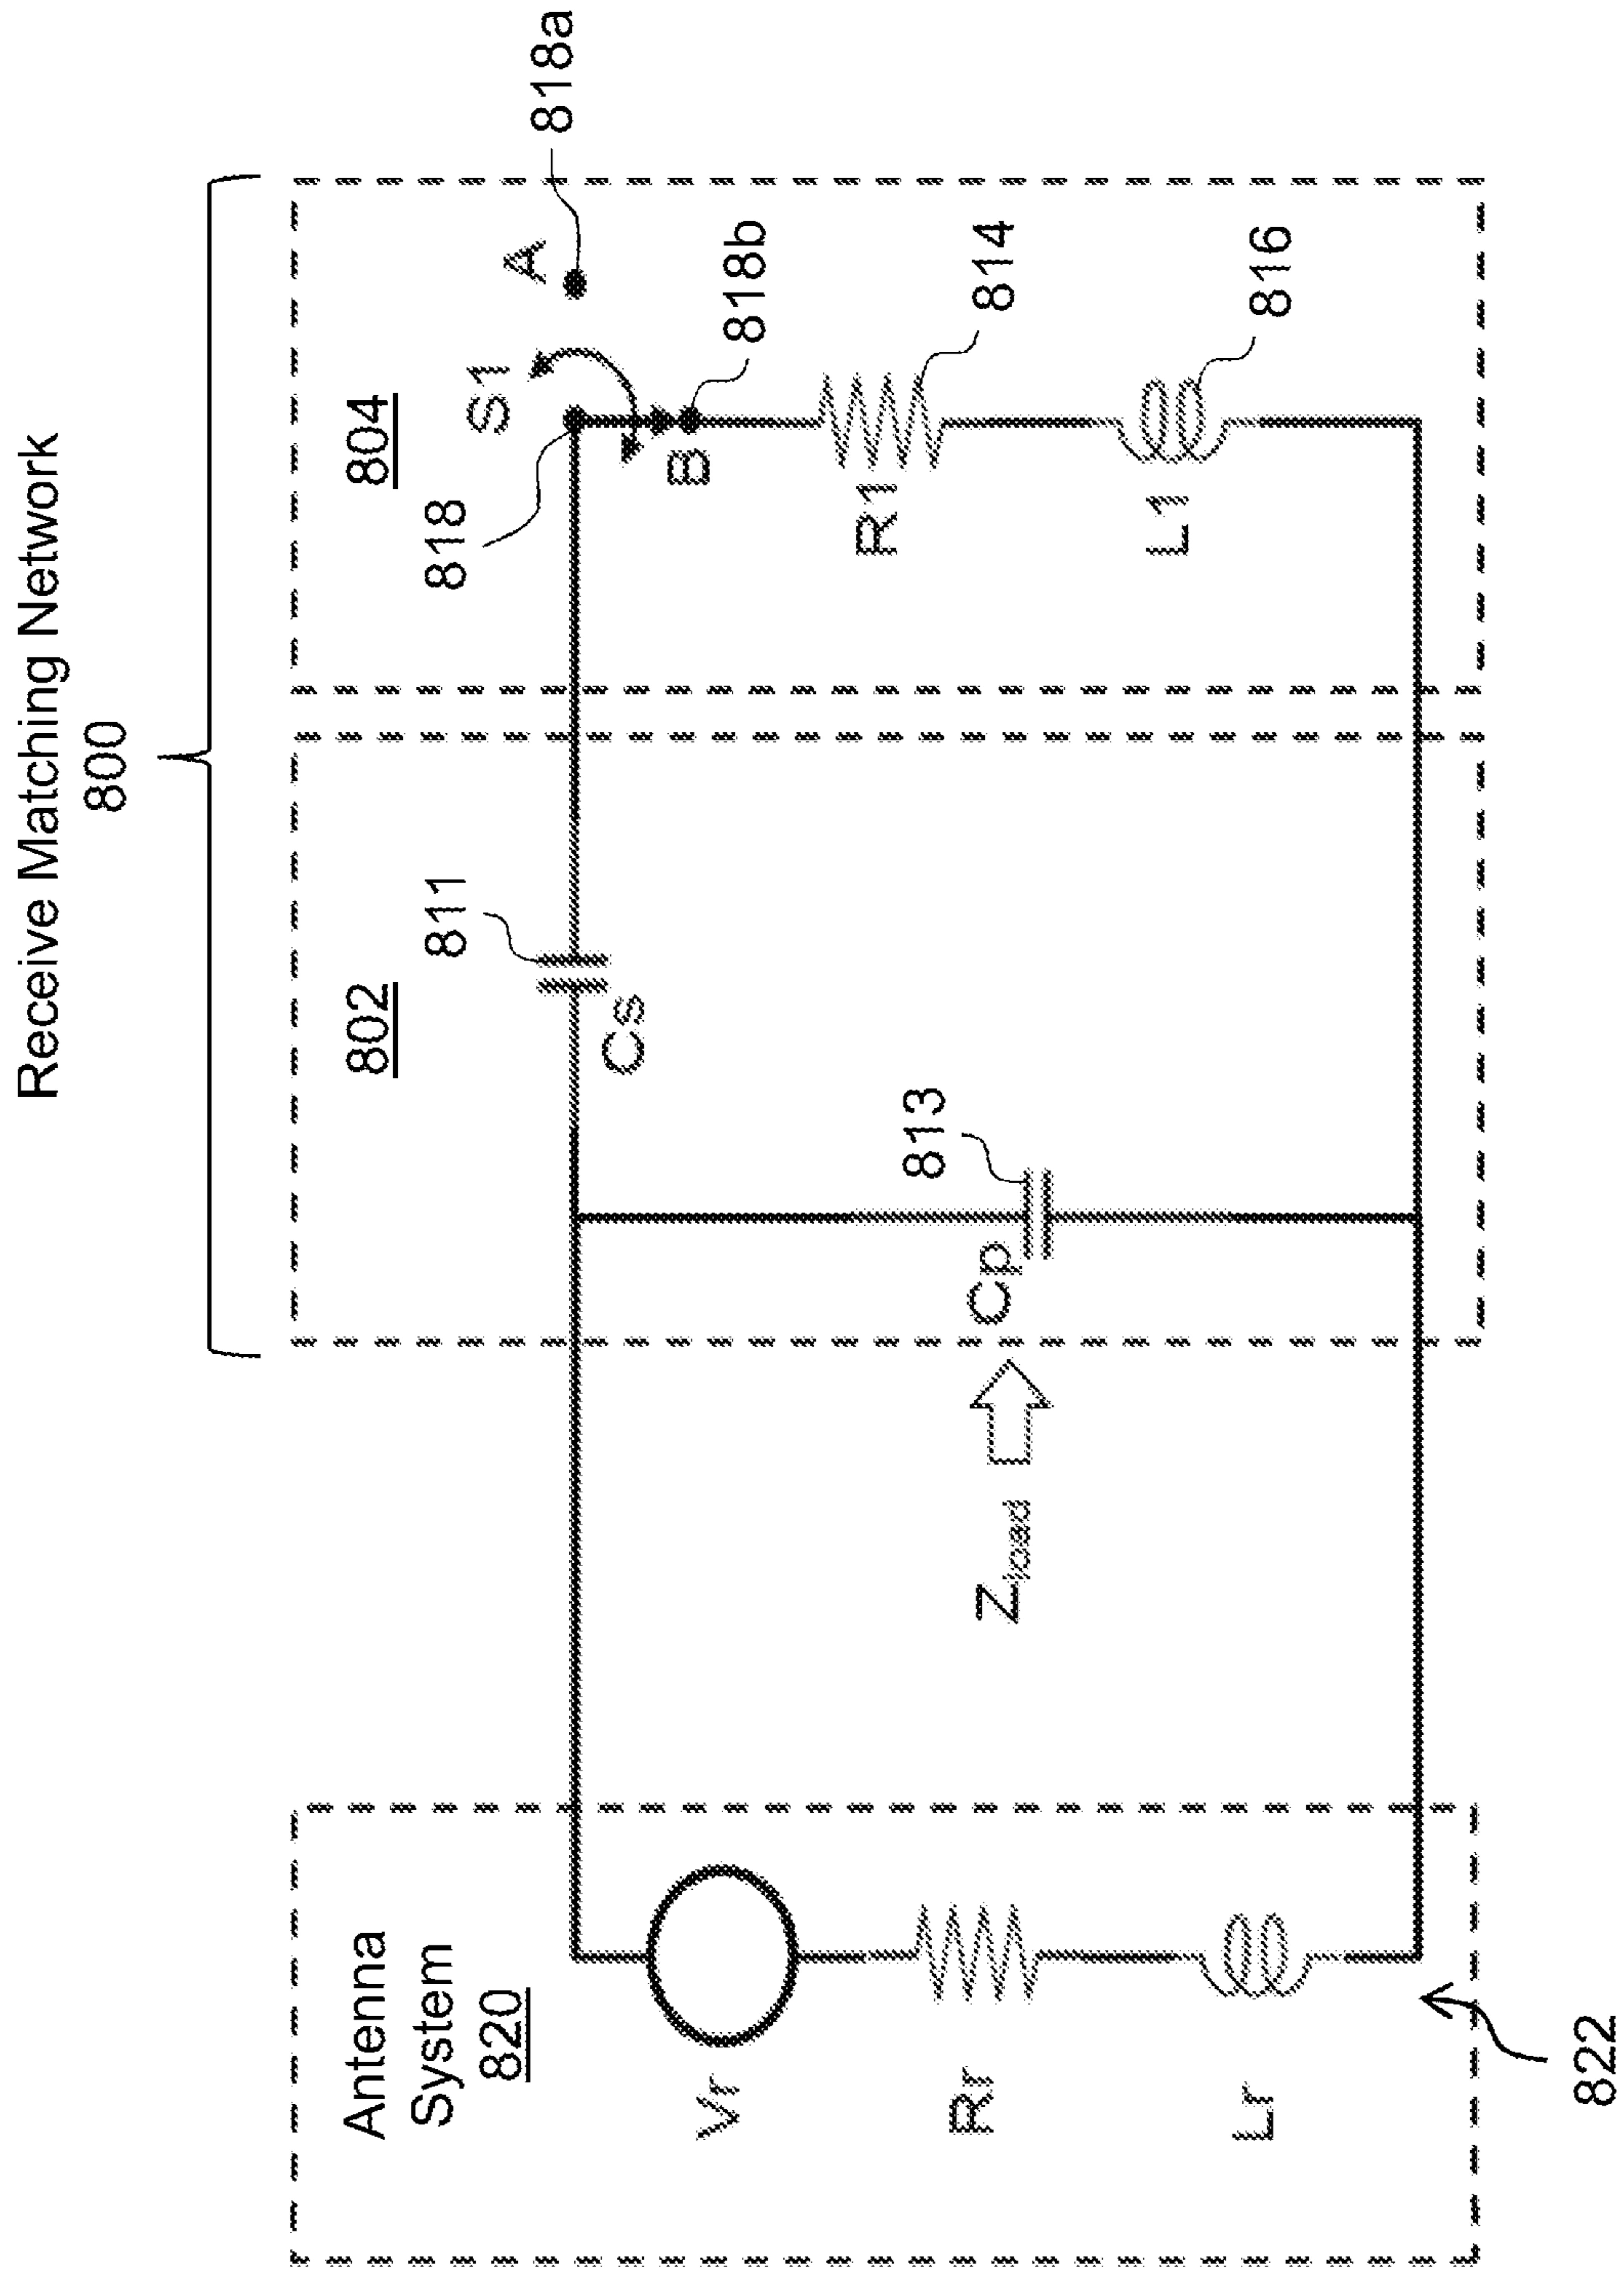 Receive Matching Network
800
Antenna
System
820
802
804
811
818
S1
A
818a
Cs
B
818b
Vr
Zload
Cp
813
R1
814
Rr
L1
816
Lr
822